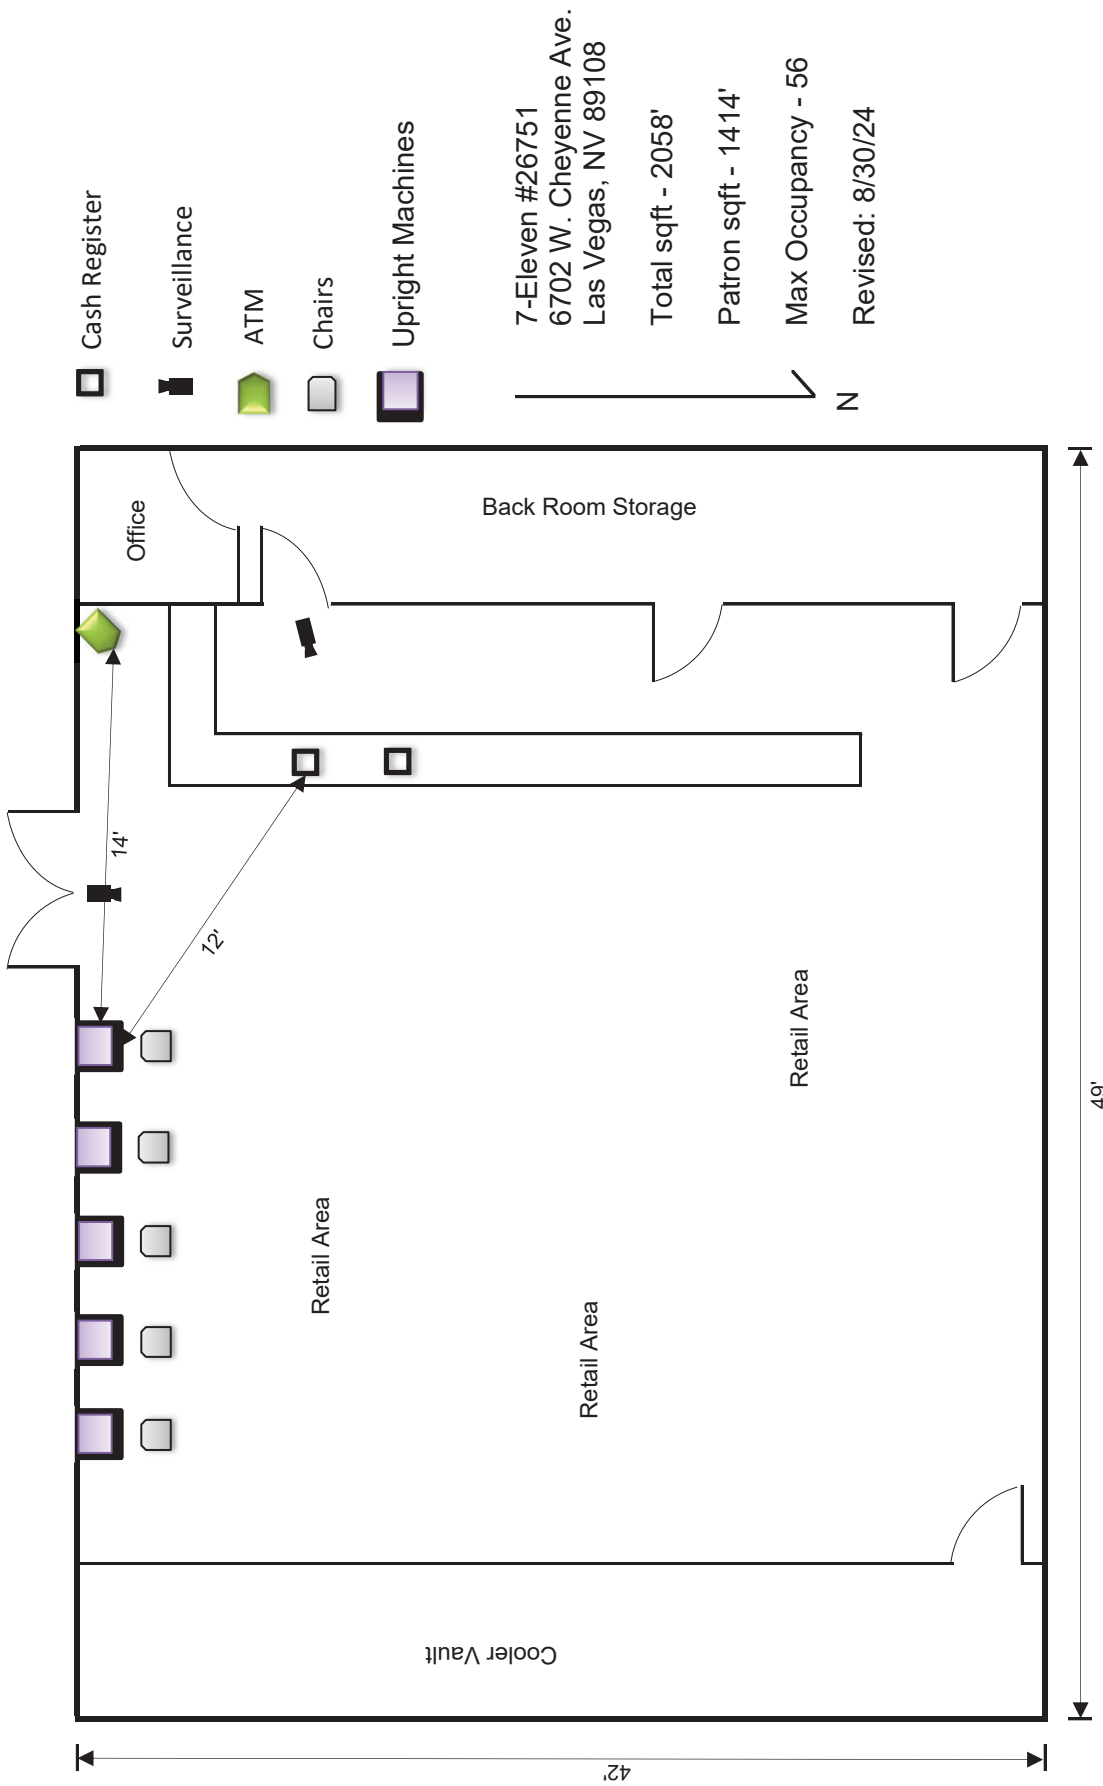 Cash Register
Surveillance
ATM
Chairs
Upright Machines
7-Eleven #26751
6702 W. Cheyenne Ave.
Las Vegas, NV 89108
Total sqft - 2058'
Patron sqft - 1414'
Max Occupancy - 56
Revised: 8/30/24
N
Office
Back Room Storage
14'
12'
Retail Area
Retail Area
Retail Area
Cooler Vault
42'
49'